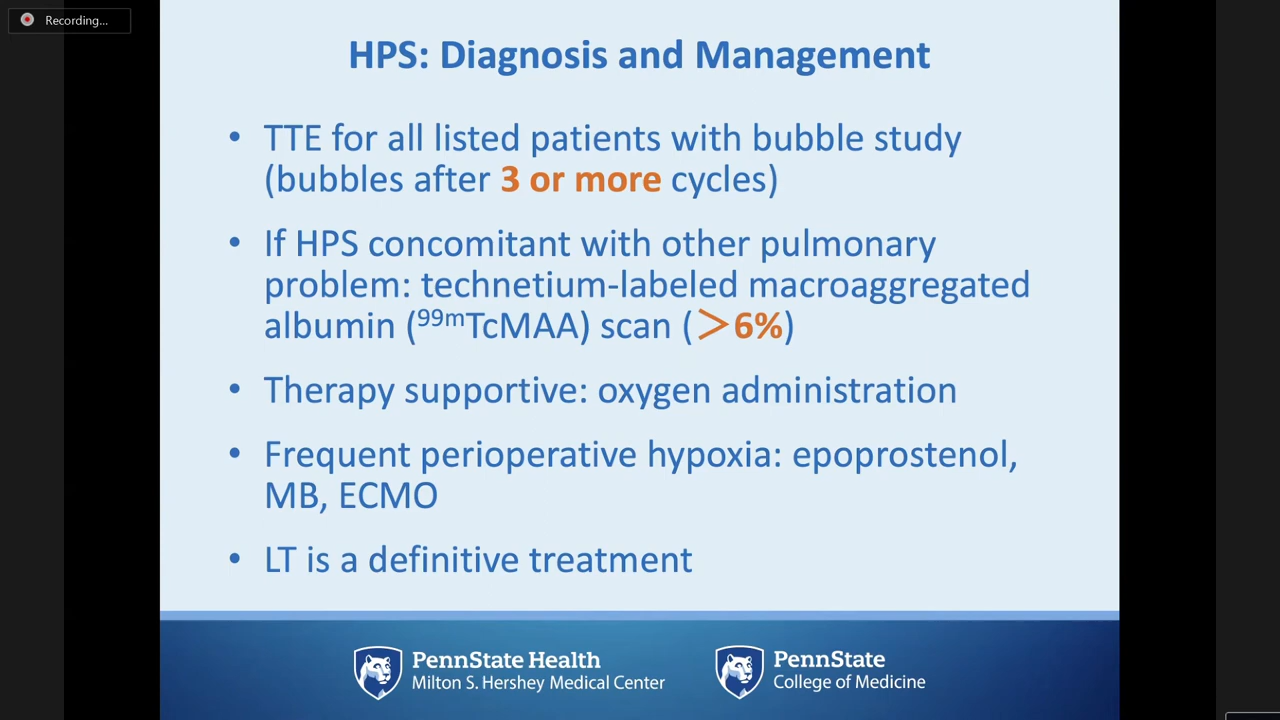 Recording...
HPS: Diagnosis and Management
• TTE for all listed patients with bubble study
(bubbles after 3 or more cycles)
• If HPS concomitant with other pulmonary
problem: technetium-labeled macroaggregated
albumin (⁹⁹ᵐTcMAA) scan (＞6%)
• Therapy supportive: oxygen administration
• Frequent perioperative hypoxia: epoprostenol,
MB, ECMO
• LT is a definitive treatment
PennState Health
Milton S. Hershey Medical Center
PennState
College of Medicine